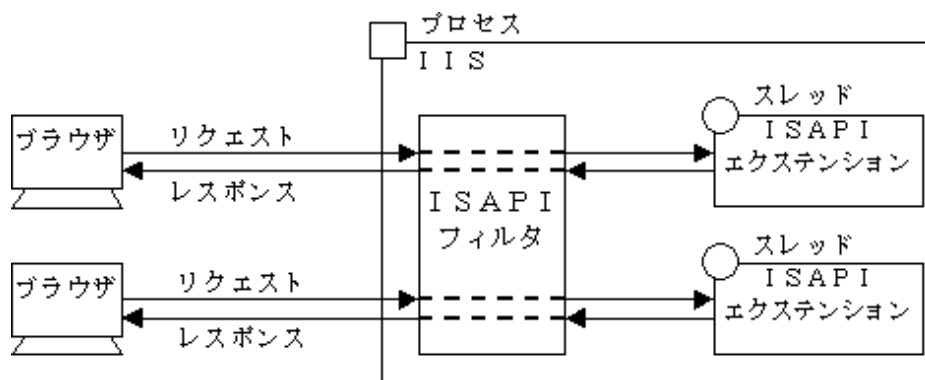 プロセス
ＩＩＳ
ブラウザ
リクエスト
レスポンス
ＩＳＡＰＩ
フィルタ
スレッド
ＩＳＡＰＩ
エクステンション
ブラウザ
リクエスト
レスポンス
スレッド
ＩＳＡＰＩ
エクステンション